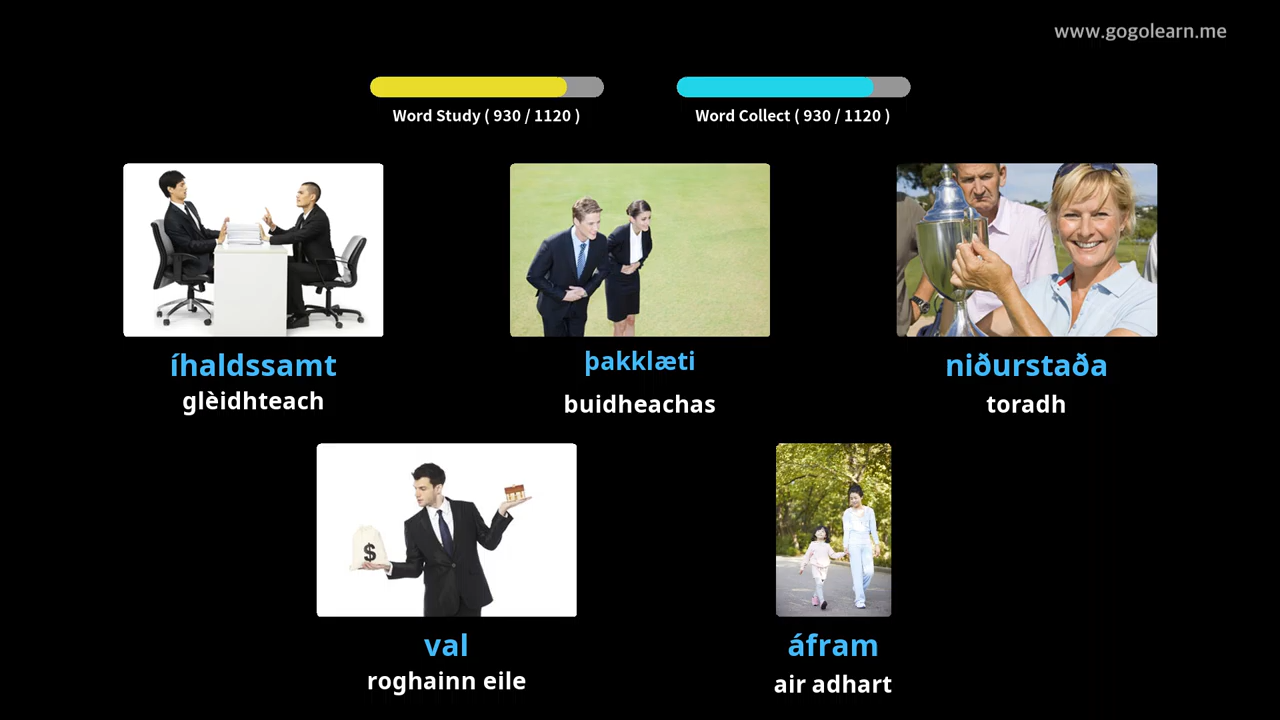 www.gogolearn.me
Word Study ( 930 / 1120 )
Word Collect ( 930 / 1120 )
íhaldssamt
glèidhteach
þakklæti
buidheachas
niðurstaða
toradh
$
val
roghainn eile
áfram
air adhart